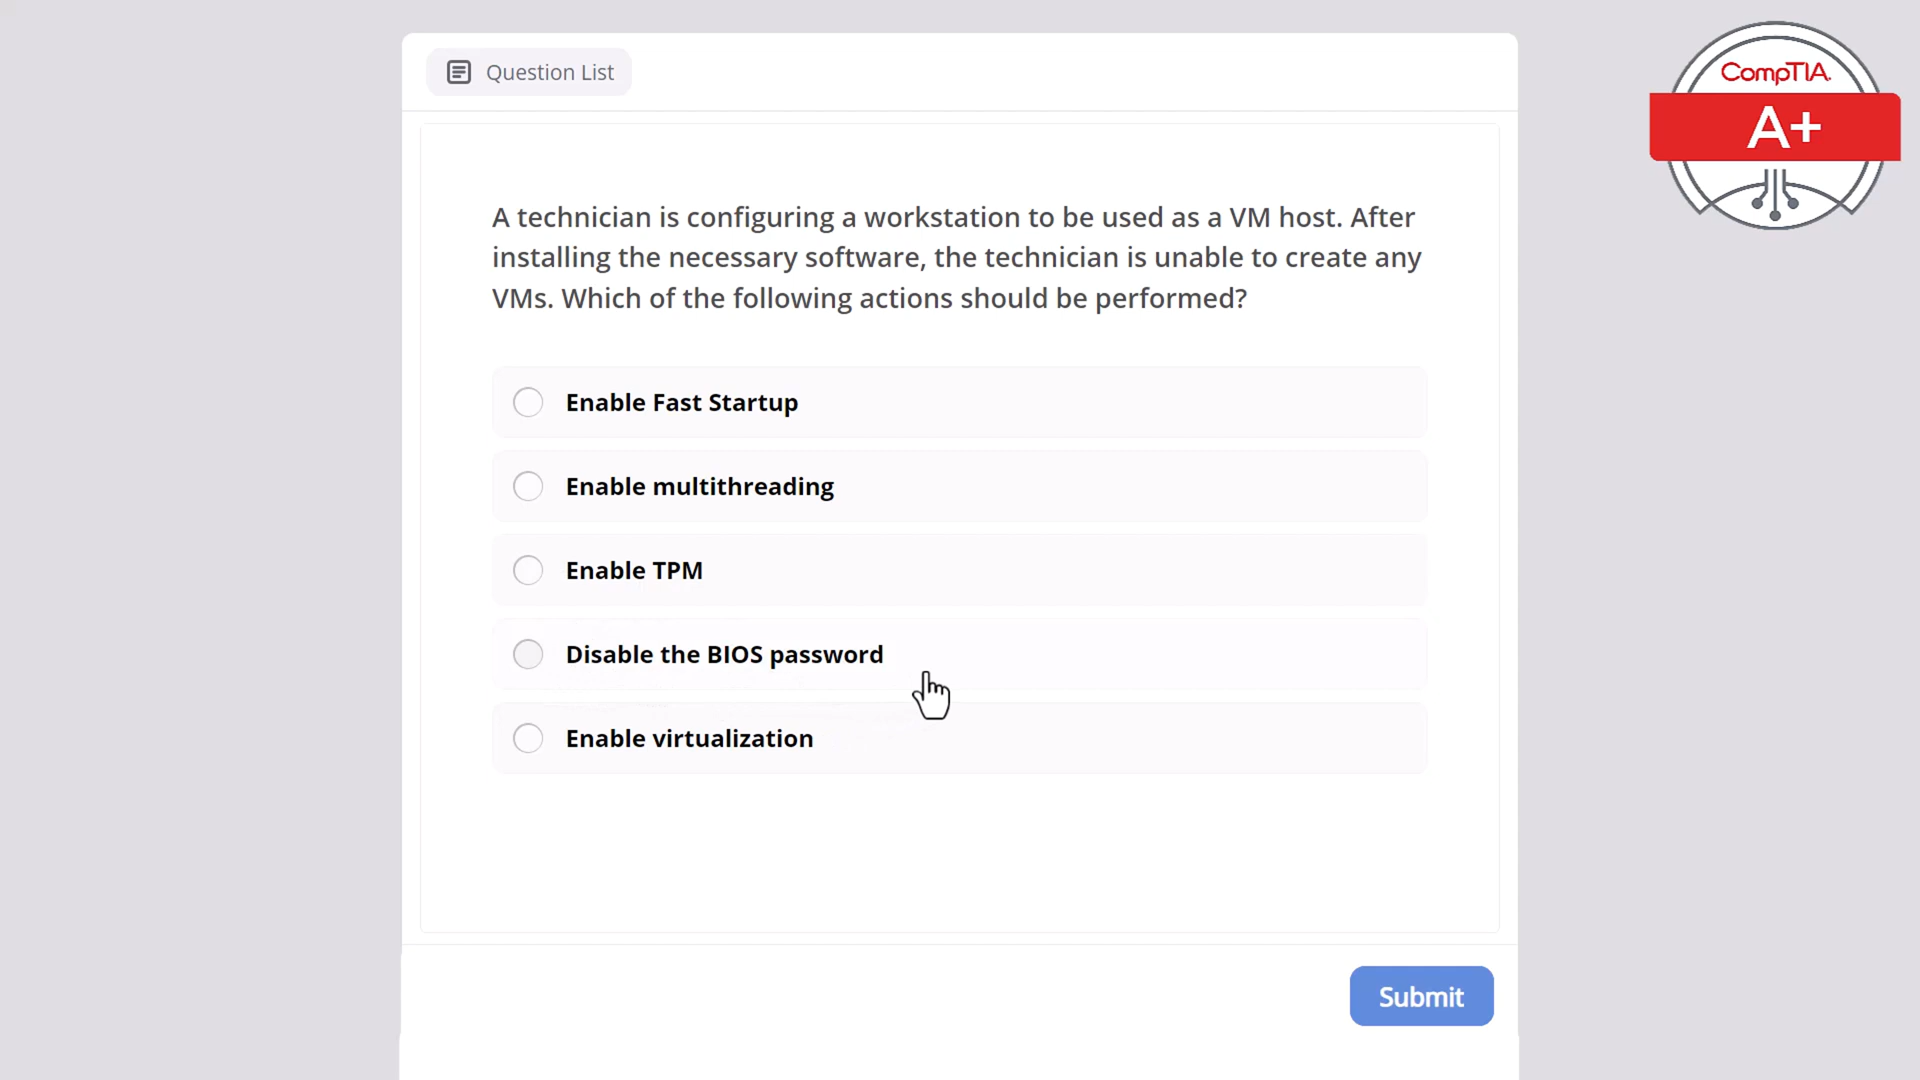 Question List
CompTIA.
A+
A technician is configuring a workstation to be used as a VM host. After
installing the necessary software, the technician is unable to create any
VMs. Which of the following actions should be performed?
Enable Fast Startup
Enable multithreading
Enable TPM
Disable the BIOS password
Enable virtualization
Submit